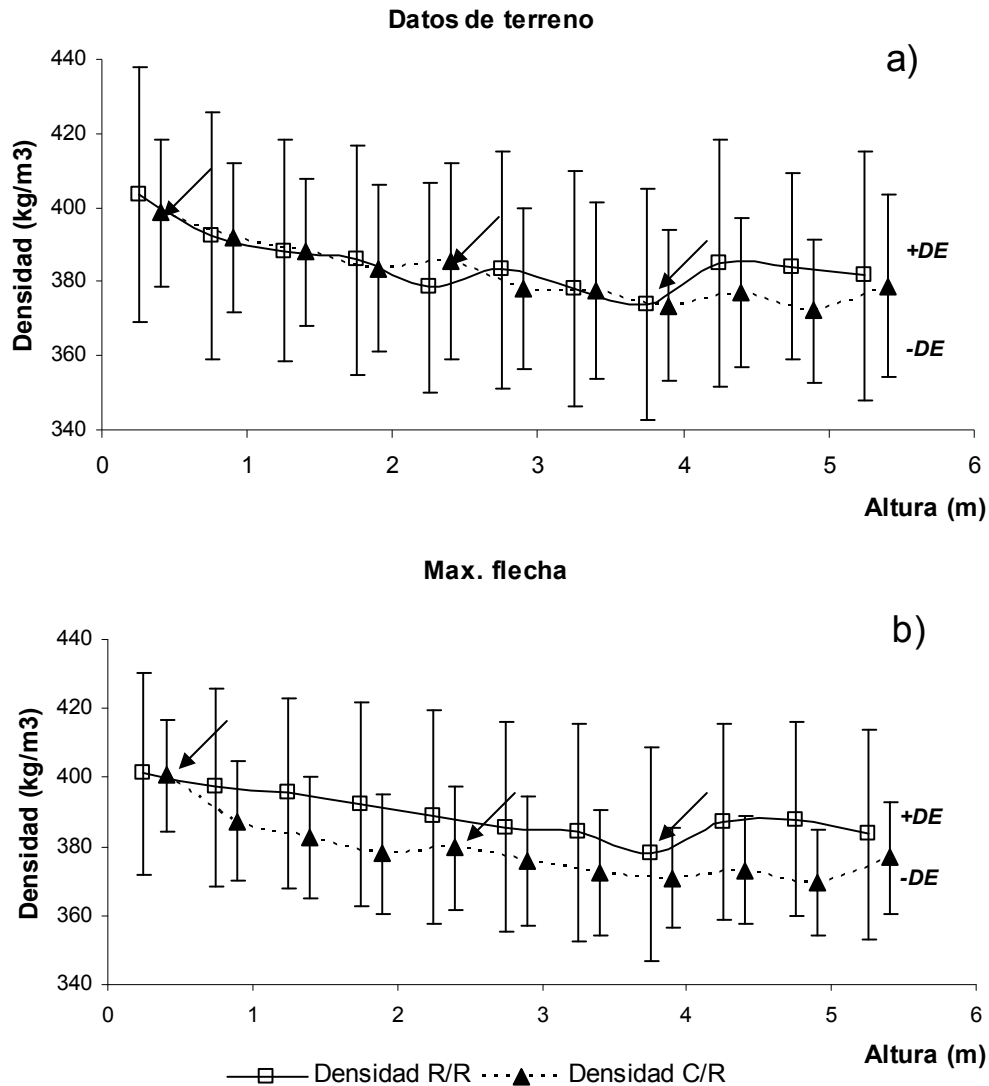 Datos de terreno
a)
440
420
400
380
360
340
Densidad (kg/m3)
+DE
-DE
0 1 2 3 4 5 6
Altura (m)
Max. flecha
b)
440
420
400
380
360
340
Densidad (kg/m3)
+DE
-DE
0 1 2 3 4 5 6
Altura (m)
Densidad R/R Densidad C/R